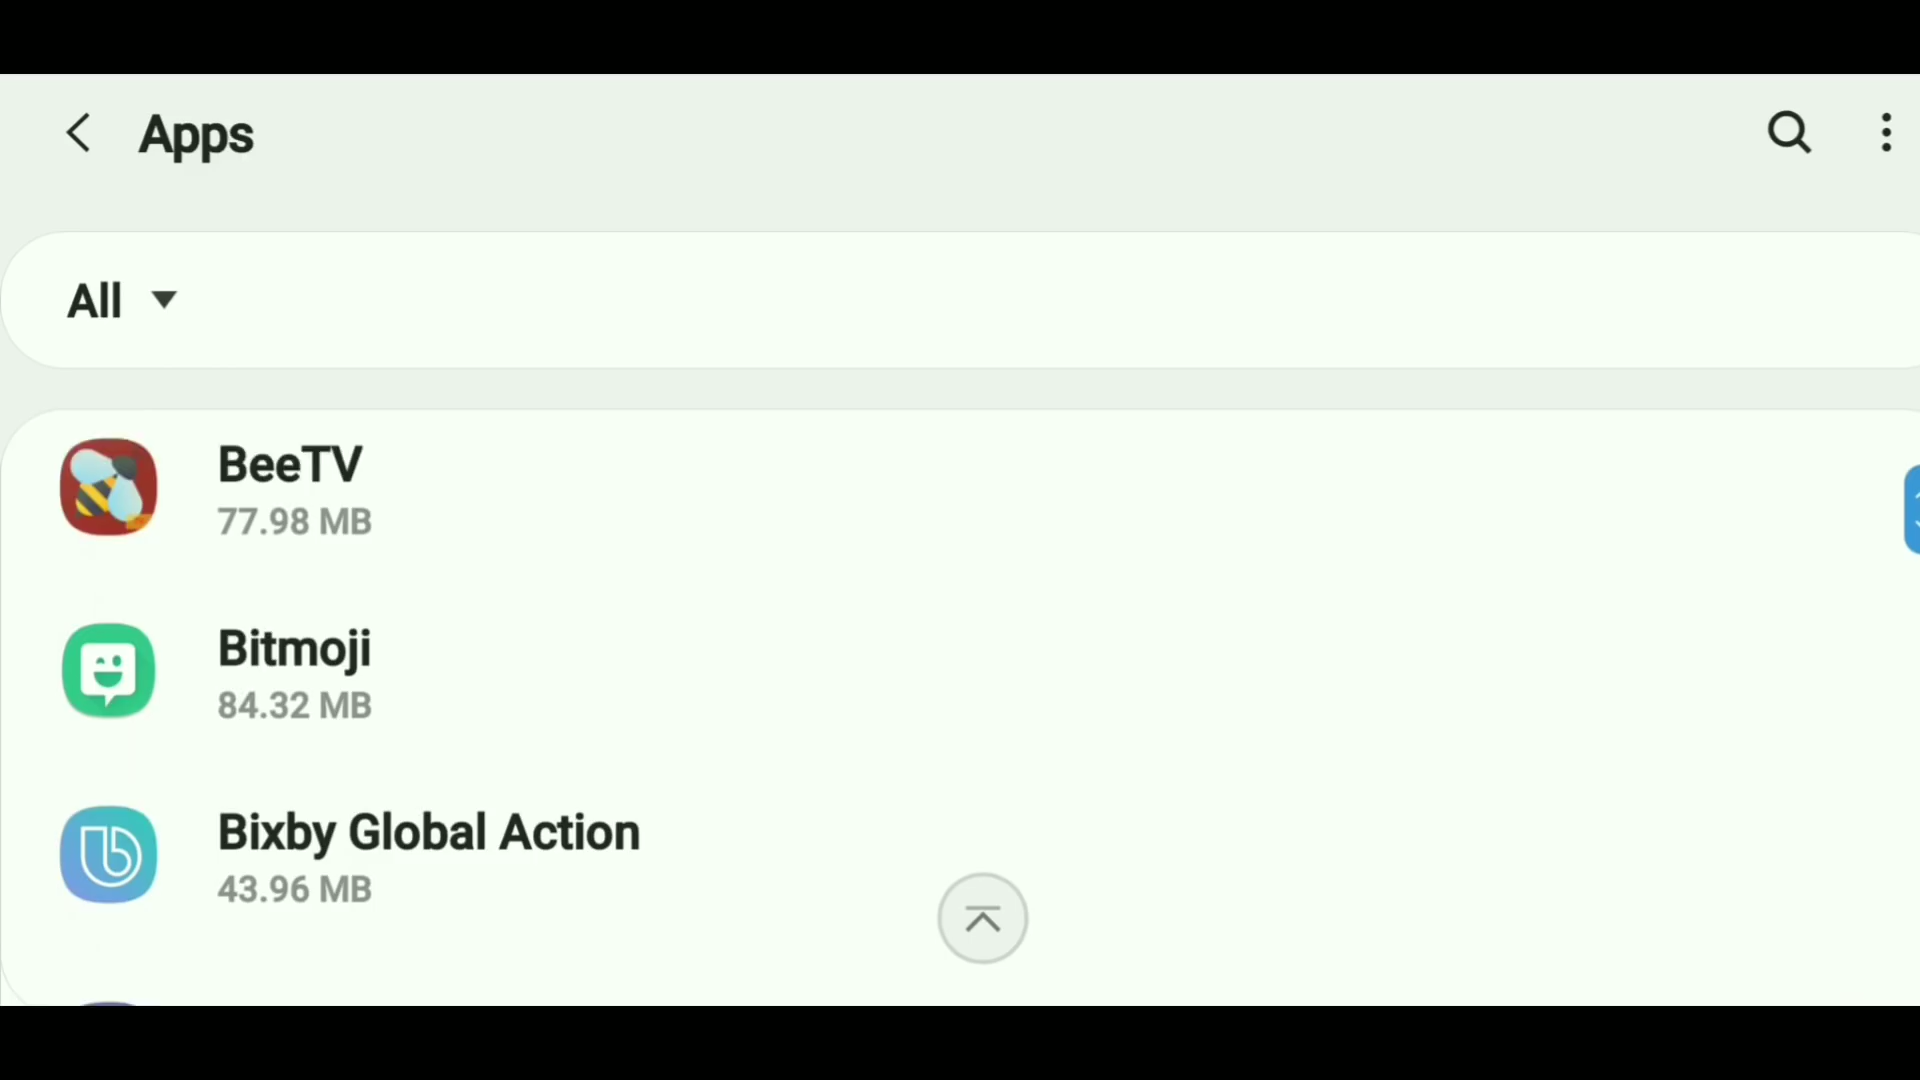 Apps
All
BeeTV
77.98 MB
Bitmoji
84.32 MB
Bixby Global Action
43.96 MB